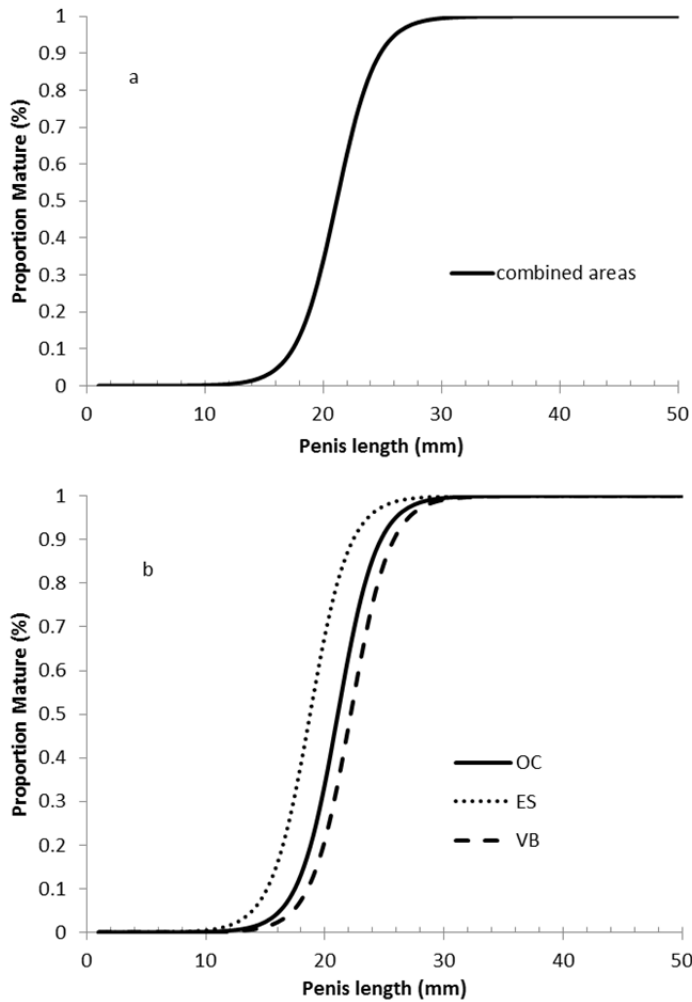 1
0.9
a
0.8
0.7
0.6
0.5
0.4
0.3
combined areas
0.2
0.1
0
Proportion Mature (%)
0 10 20 30 40 50
Penis length (mm)
1
0.9
b
0.8
0.7
0.6
0.5
0.4
OC
0.3
ES
0.2
VB
0.1
0
Proportion Mature (%)
0 10 20 30 40 50
Penis length (mm)